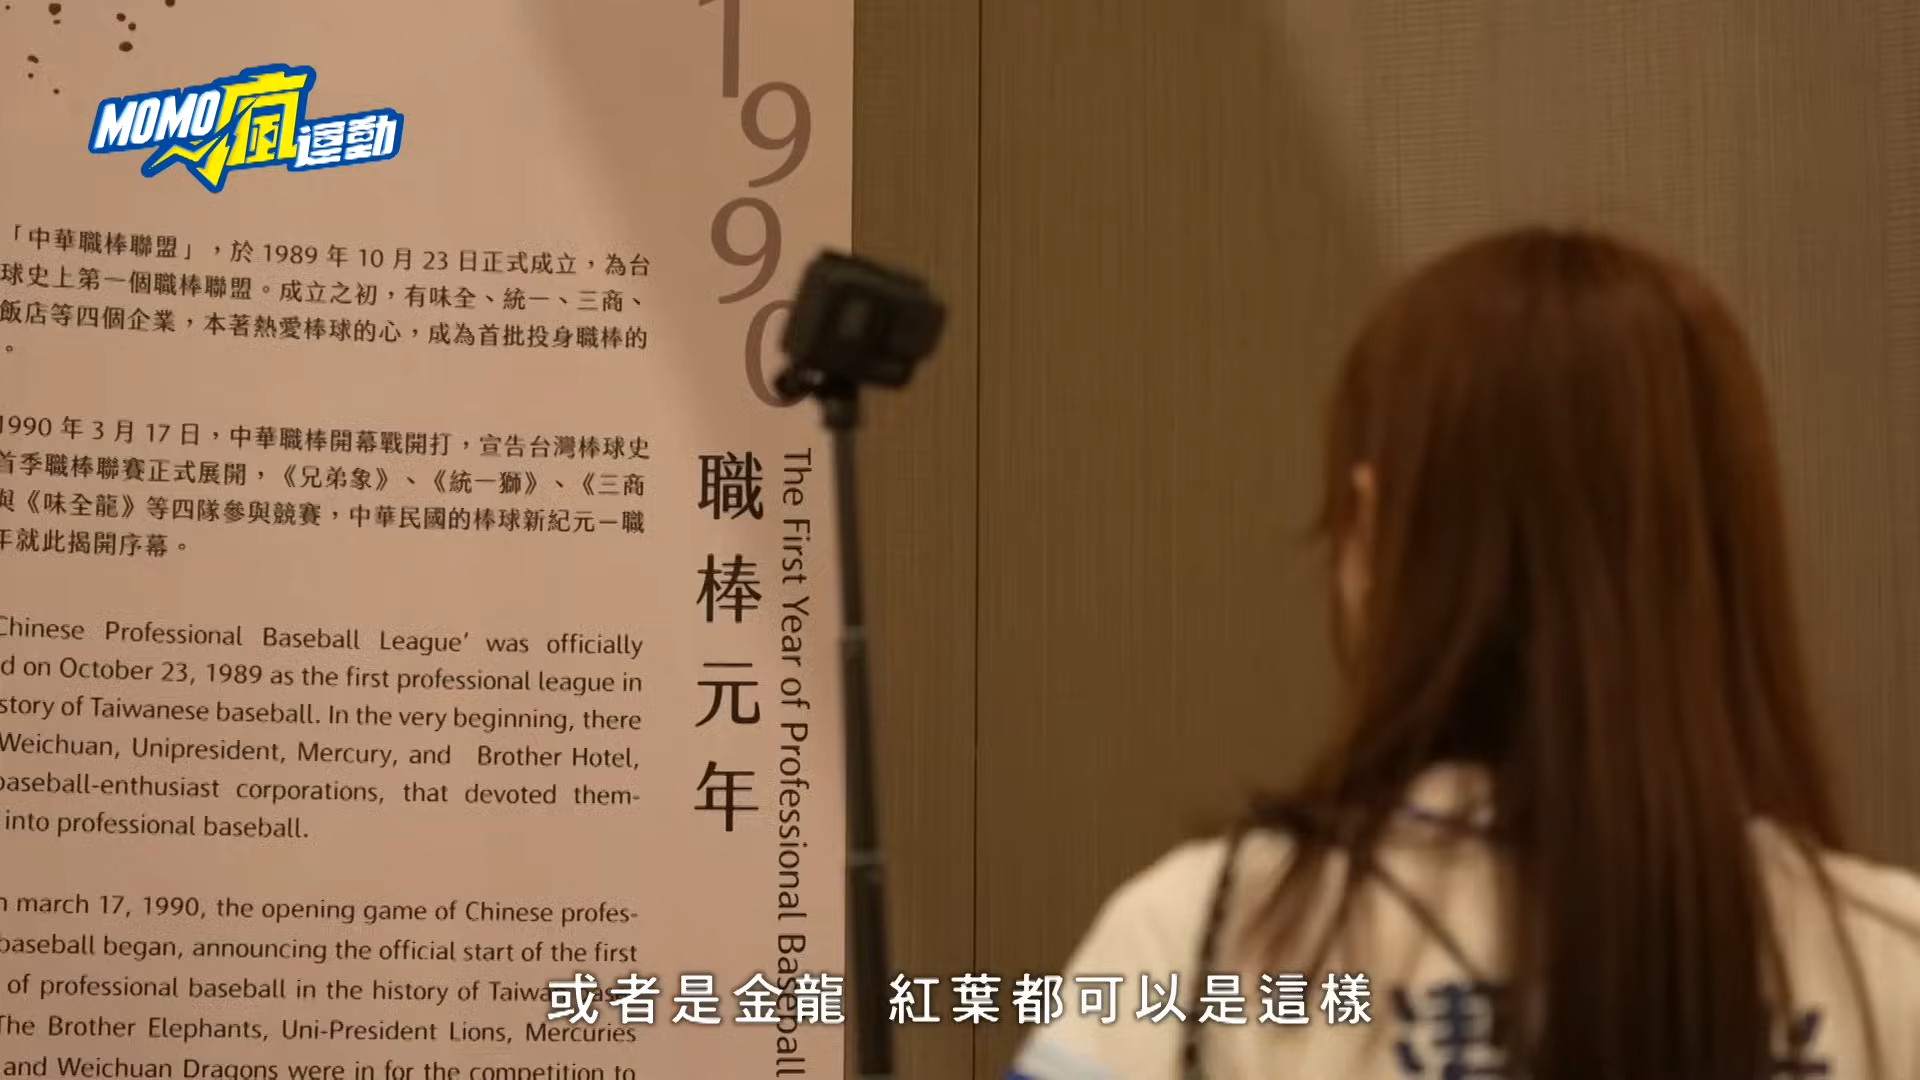 MOMO瘋運動
1990
「中華職棒聯盟」，於 1989 年 10 月 23 日正式成立，為台
球史上第一個職棒聯盟。成立之初，有味全、統一、三商、
飯店等四個企業，本著熱愛棒球的心，成為首批投身職棒的
。
1990 年 3 月 17 日，中華職棒開幕戰開打，宣告台灣棒球史
首季職棒聯賽正式展開，《兄弟象》、《統一獅》、《三商
與《味全龍》等四隊參與競賽，中華民國的棒球新紀元－職
年就此揭開序幕。
Chinese Professional Baseball League’ was officially
d on October 23, 1989 as the first professional league in
story of Taiwanese baseball. In the very beginning, there
Weichuan, Unipresident, Mercury, and Brother Hotel,
baseball-enthusiast corporations, that devoted them-
into professional baseball.
n march 17, 1990, the opening game of Chinese profes-
baseball began, announcing the official start of the first
of professional baseball in the history of
The Brother Elephants, Uni-President Lions, Mercuries
and Weichuan Dragons were in for the competition to
職棒元年
The First Year of Professional Baseball
或者是金龍 紅葉都可以是這樣